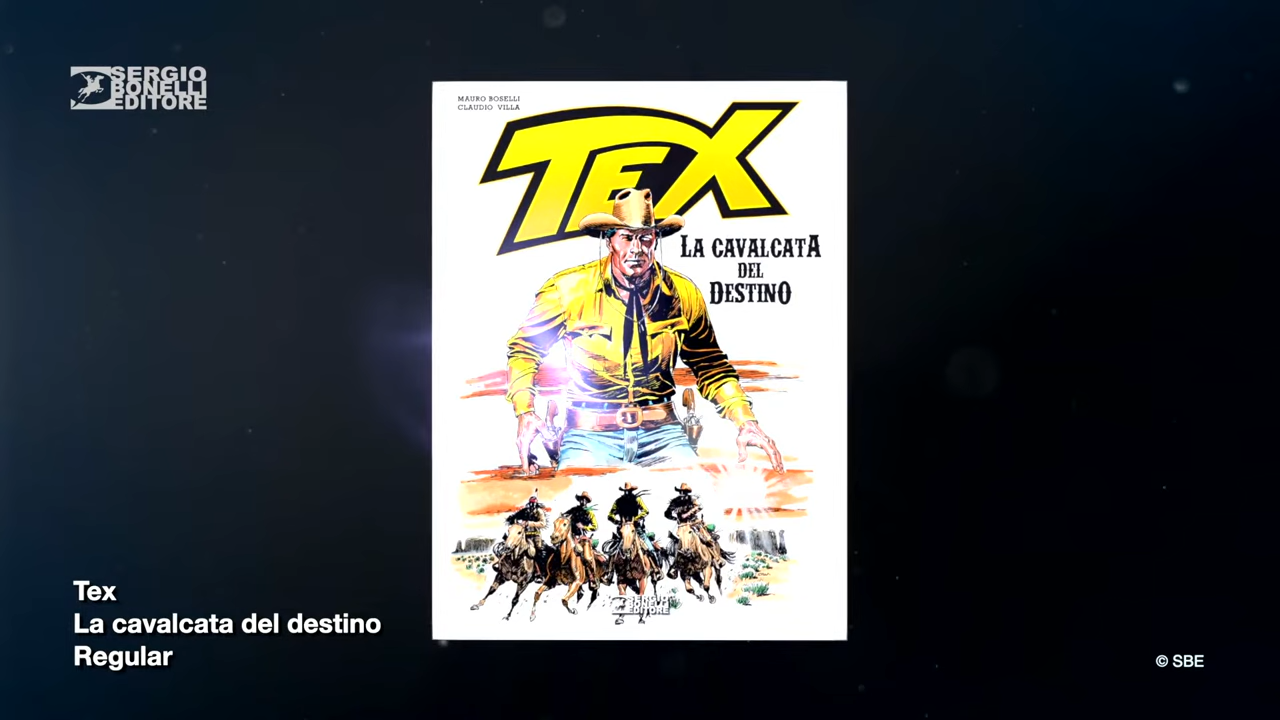 SERGIO
BONELLI
EDITORE
MAURO BOSELLI
CLAUDIO VILLA
TEX
LA CAVALCATA
DEL
DESTINO
SERGIO
BONELLI
EDITORE
Tex
La cavalcata del destino
Regular
© SBE